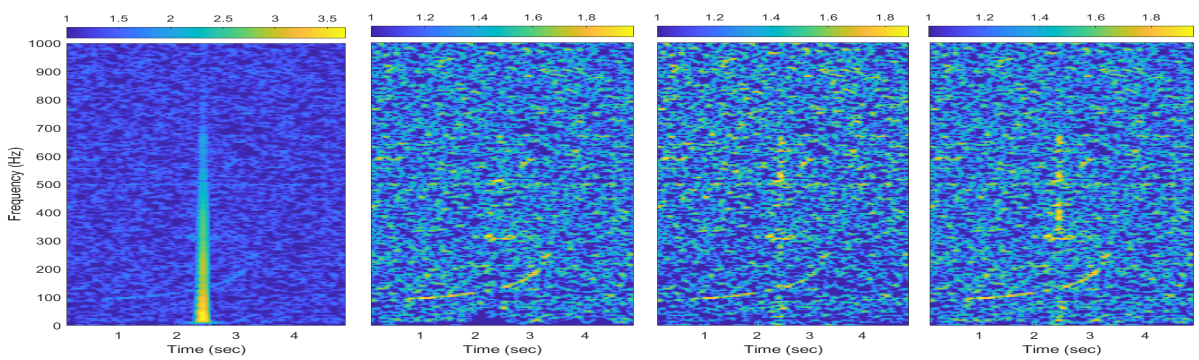 1 1.5 2 2.5 3 3.5
1 1.2 1.4 1.6 1.8
1 1.2 1.4 1.6 1.8
1 1.2 1.4 1.6 1.8
1000
900
800
700
600
500
400
300
200
100
0
Frequency (Hz)
1 2 3 4
1 2 3 4
1 2 3 4
1 2 3 4
Time (sec)
Time (sec)
Time (sec)
Time (sec)